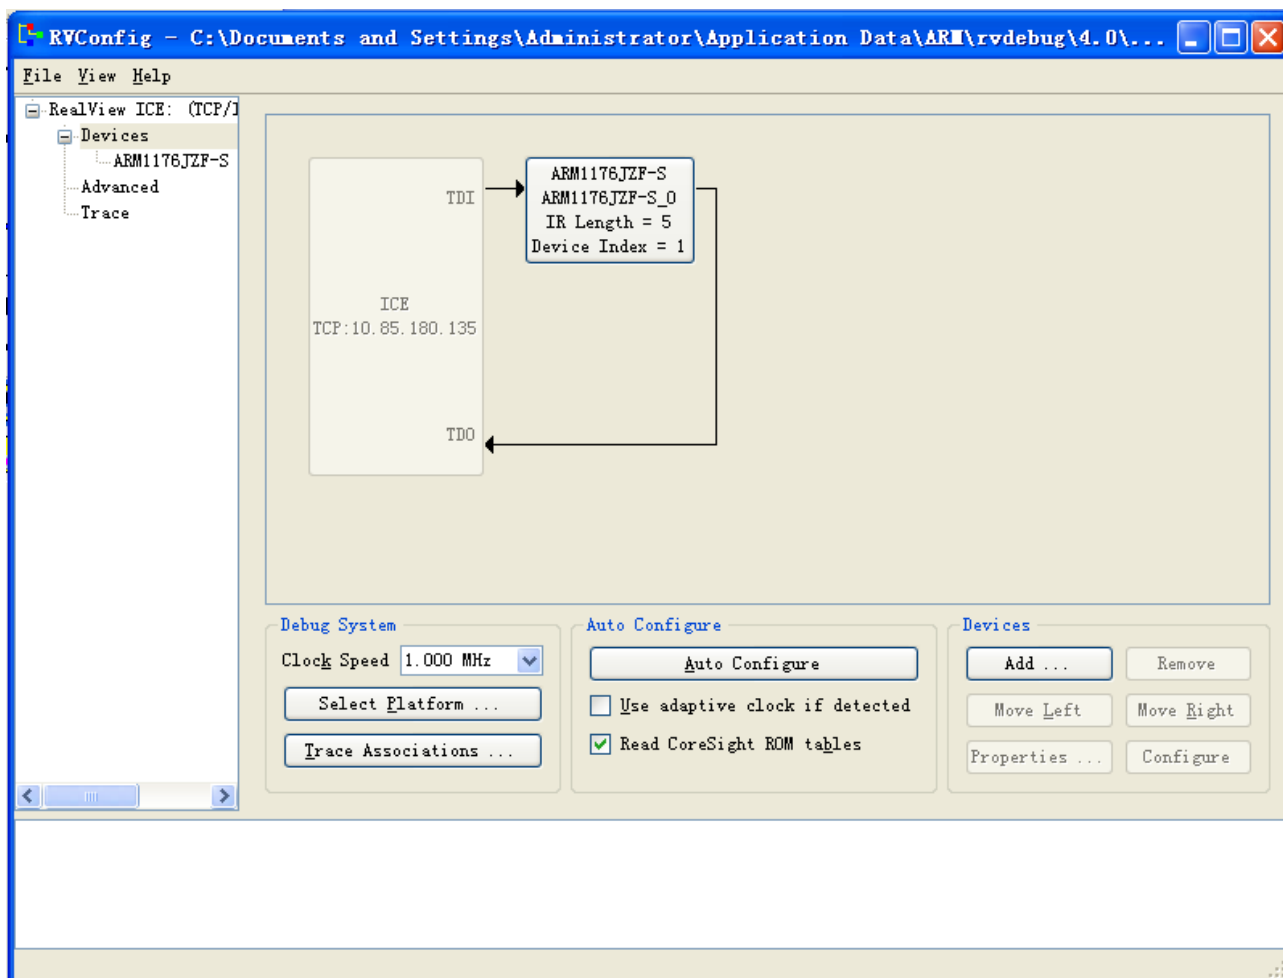 RVConfig - C:\Documents and Settings\Administrator\Application Data\ARM\rvdebug\4.0\...
File View Help
RealView ICE: (TCP/I
Devices
ARM1176JZF-S
Advanced
Trace
TDI
ICE
TCP:10.85.180.135
TDO
ARM1176JZF-S
ARM1176JZF-S_0
IR Length = 5
Device Index = 1
Debug System
Clock Speed 1.000 MHz
Select Platform ...
Trace Associations ...
Auto Configure
Auto Configure
Use adaptive clock if detected
Read CoreSight ROM tables
Devices
Add ... Remove
Move Left Move Right
Properties ... Configure